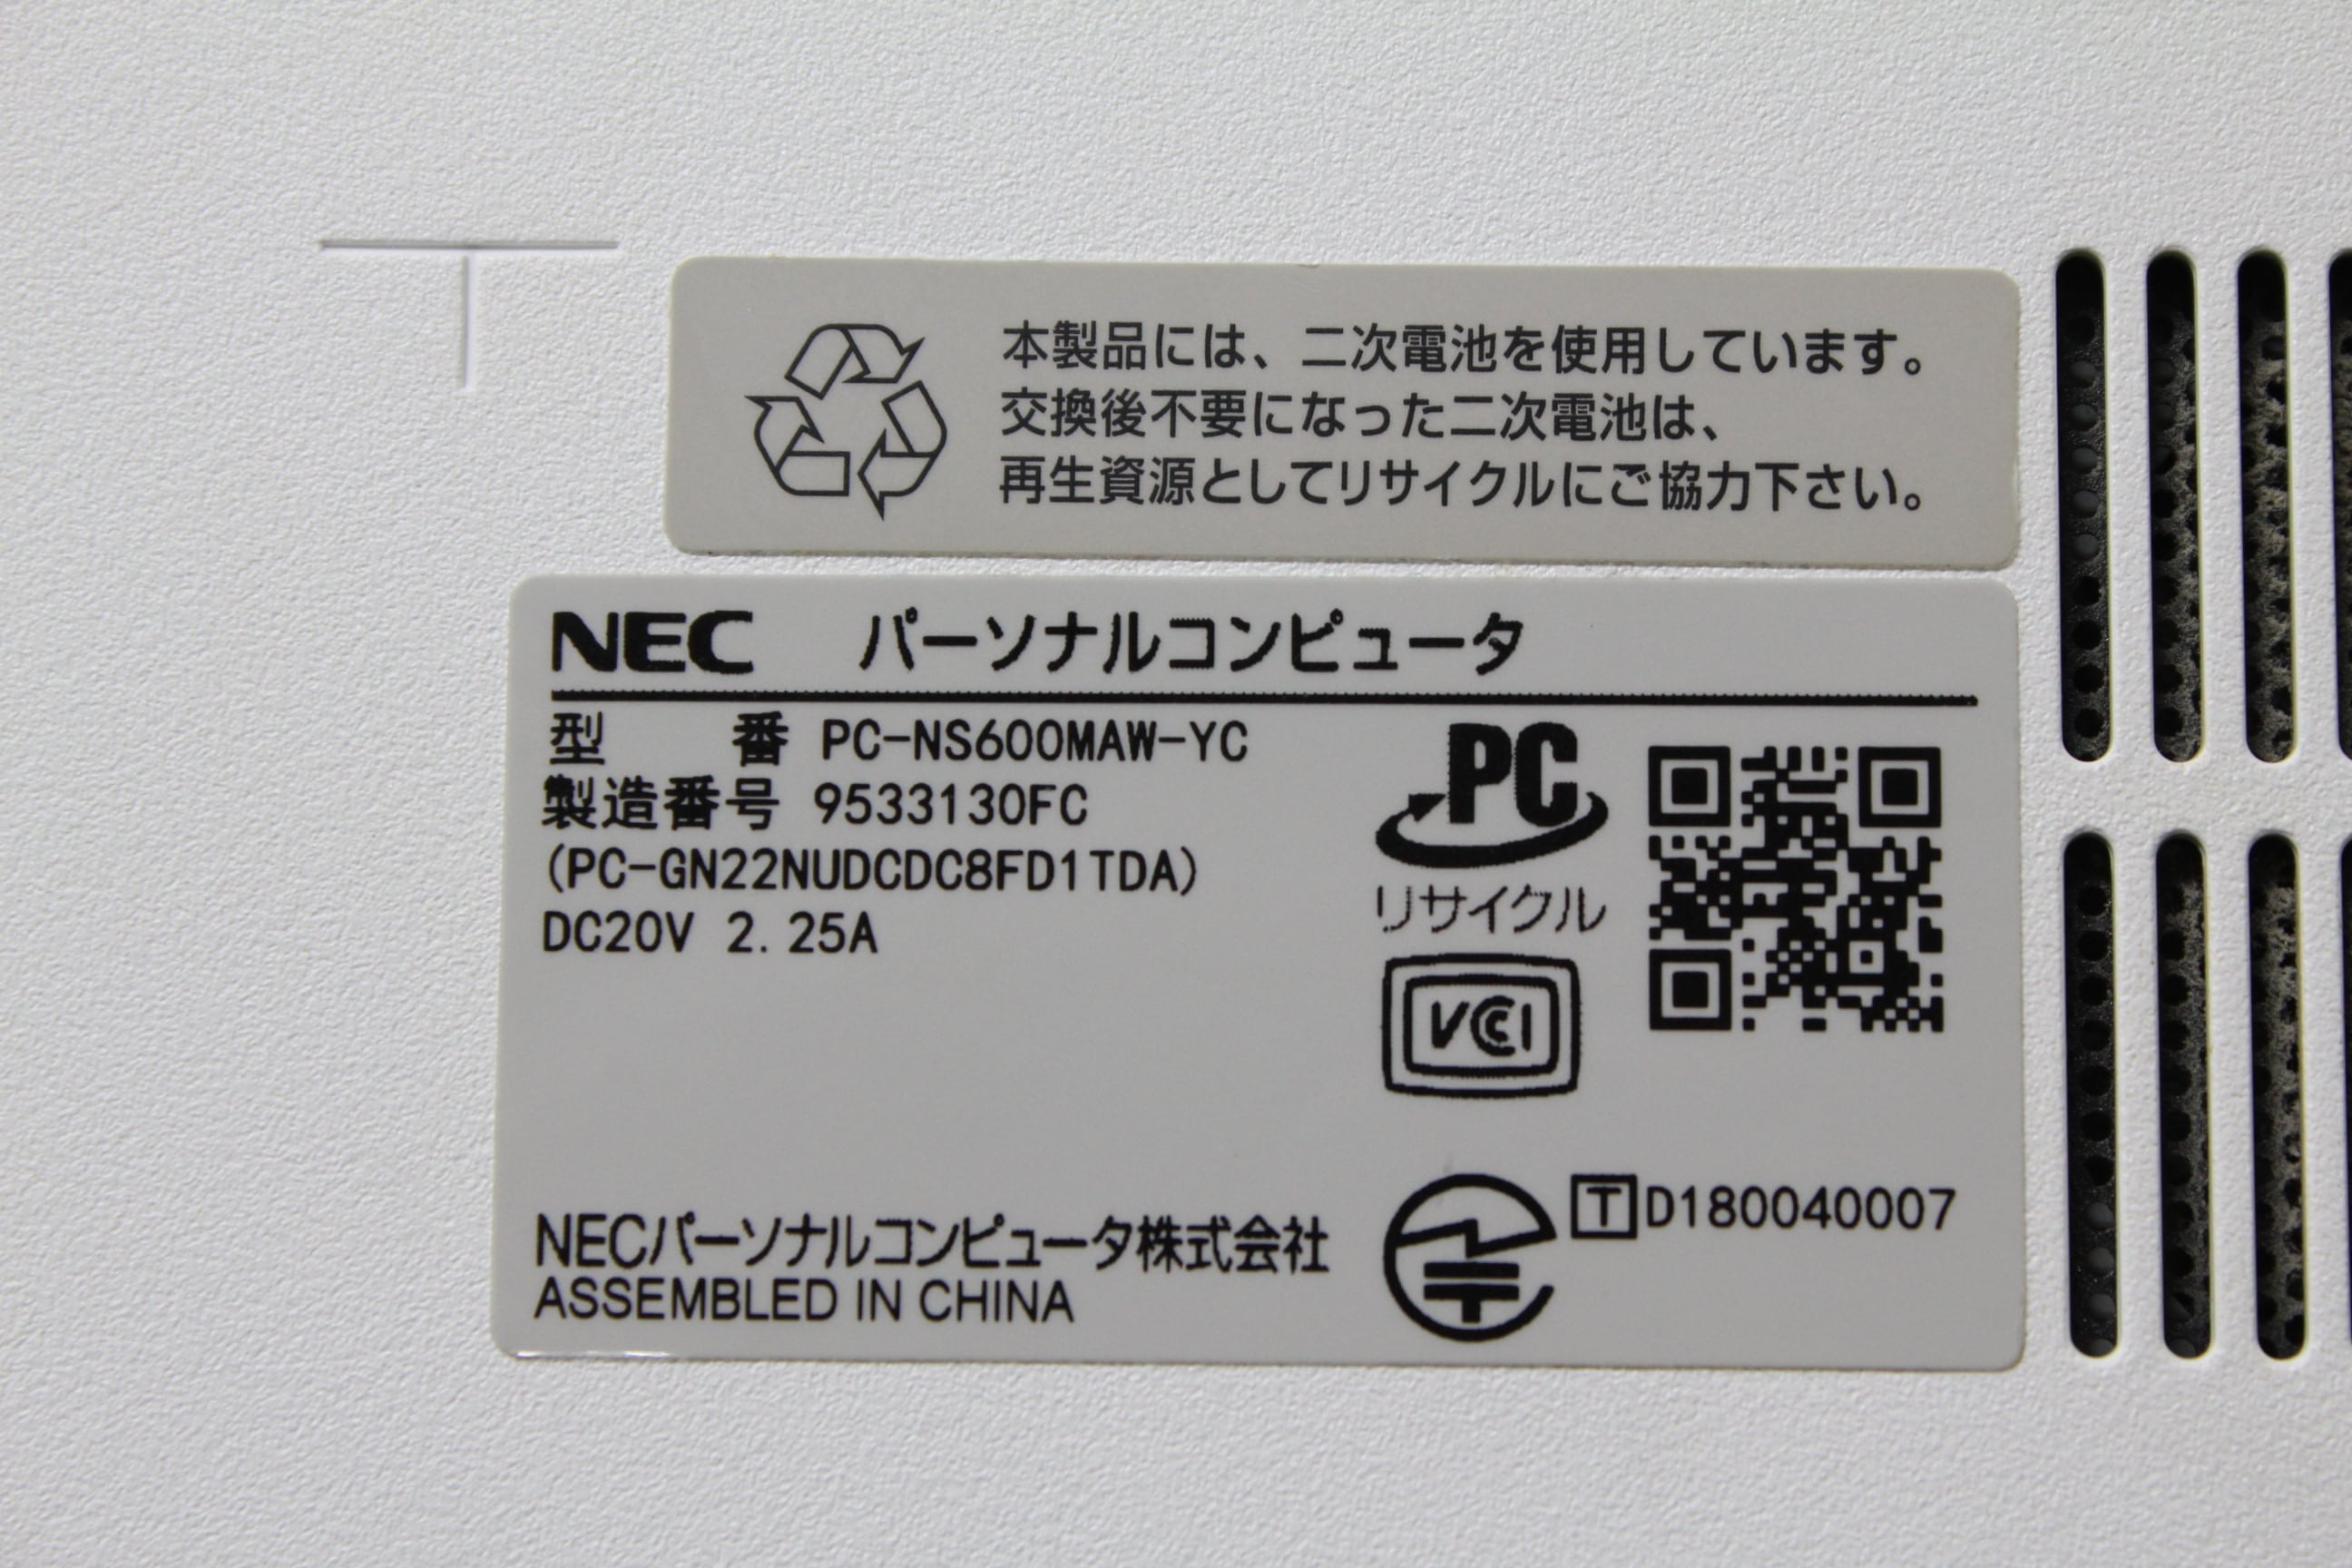 本製品には、二次電池を使用しています。
交換後不要になった二次電池は、
再生資源としてリサイクルにご協力下さい。
NEC パーソナルコンピュータ
型 番 PC-NS600MAW-YC
製造番号 9533130FC
(PC-GN22NUDCDC8FD1TDA)
DC20V 2.25A
PC
リサイクル
VCCI
T D180040007
NECパーソナルコンピュータ株式会社
ASSEMBLED IN CHINA